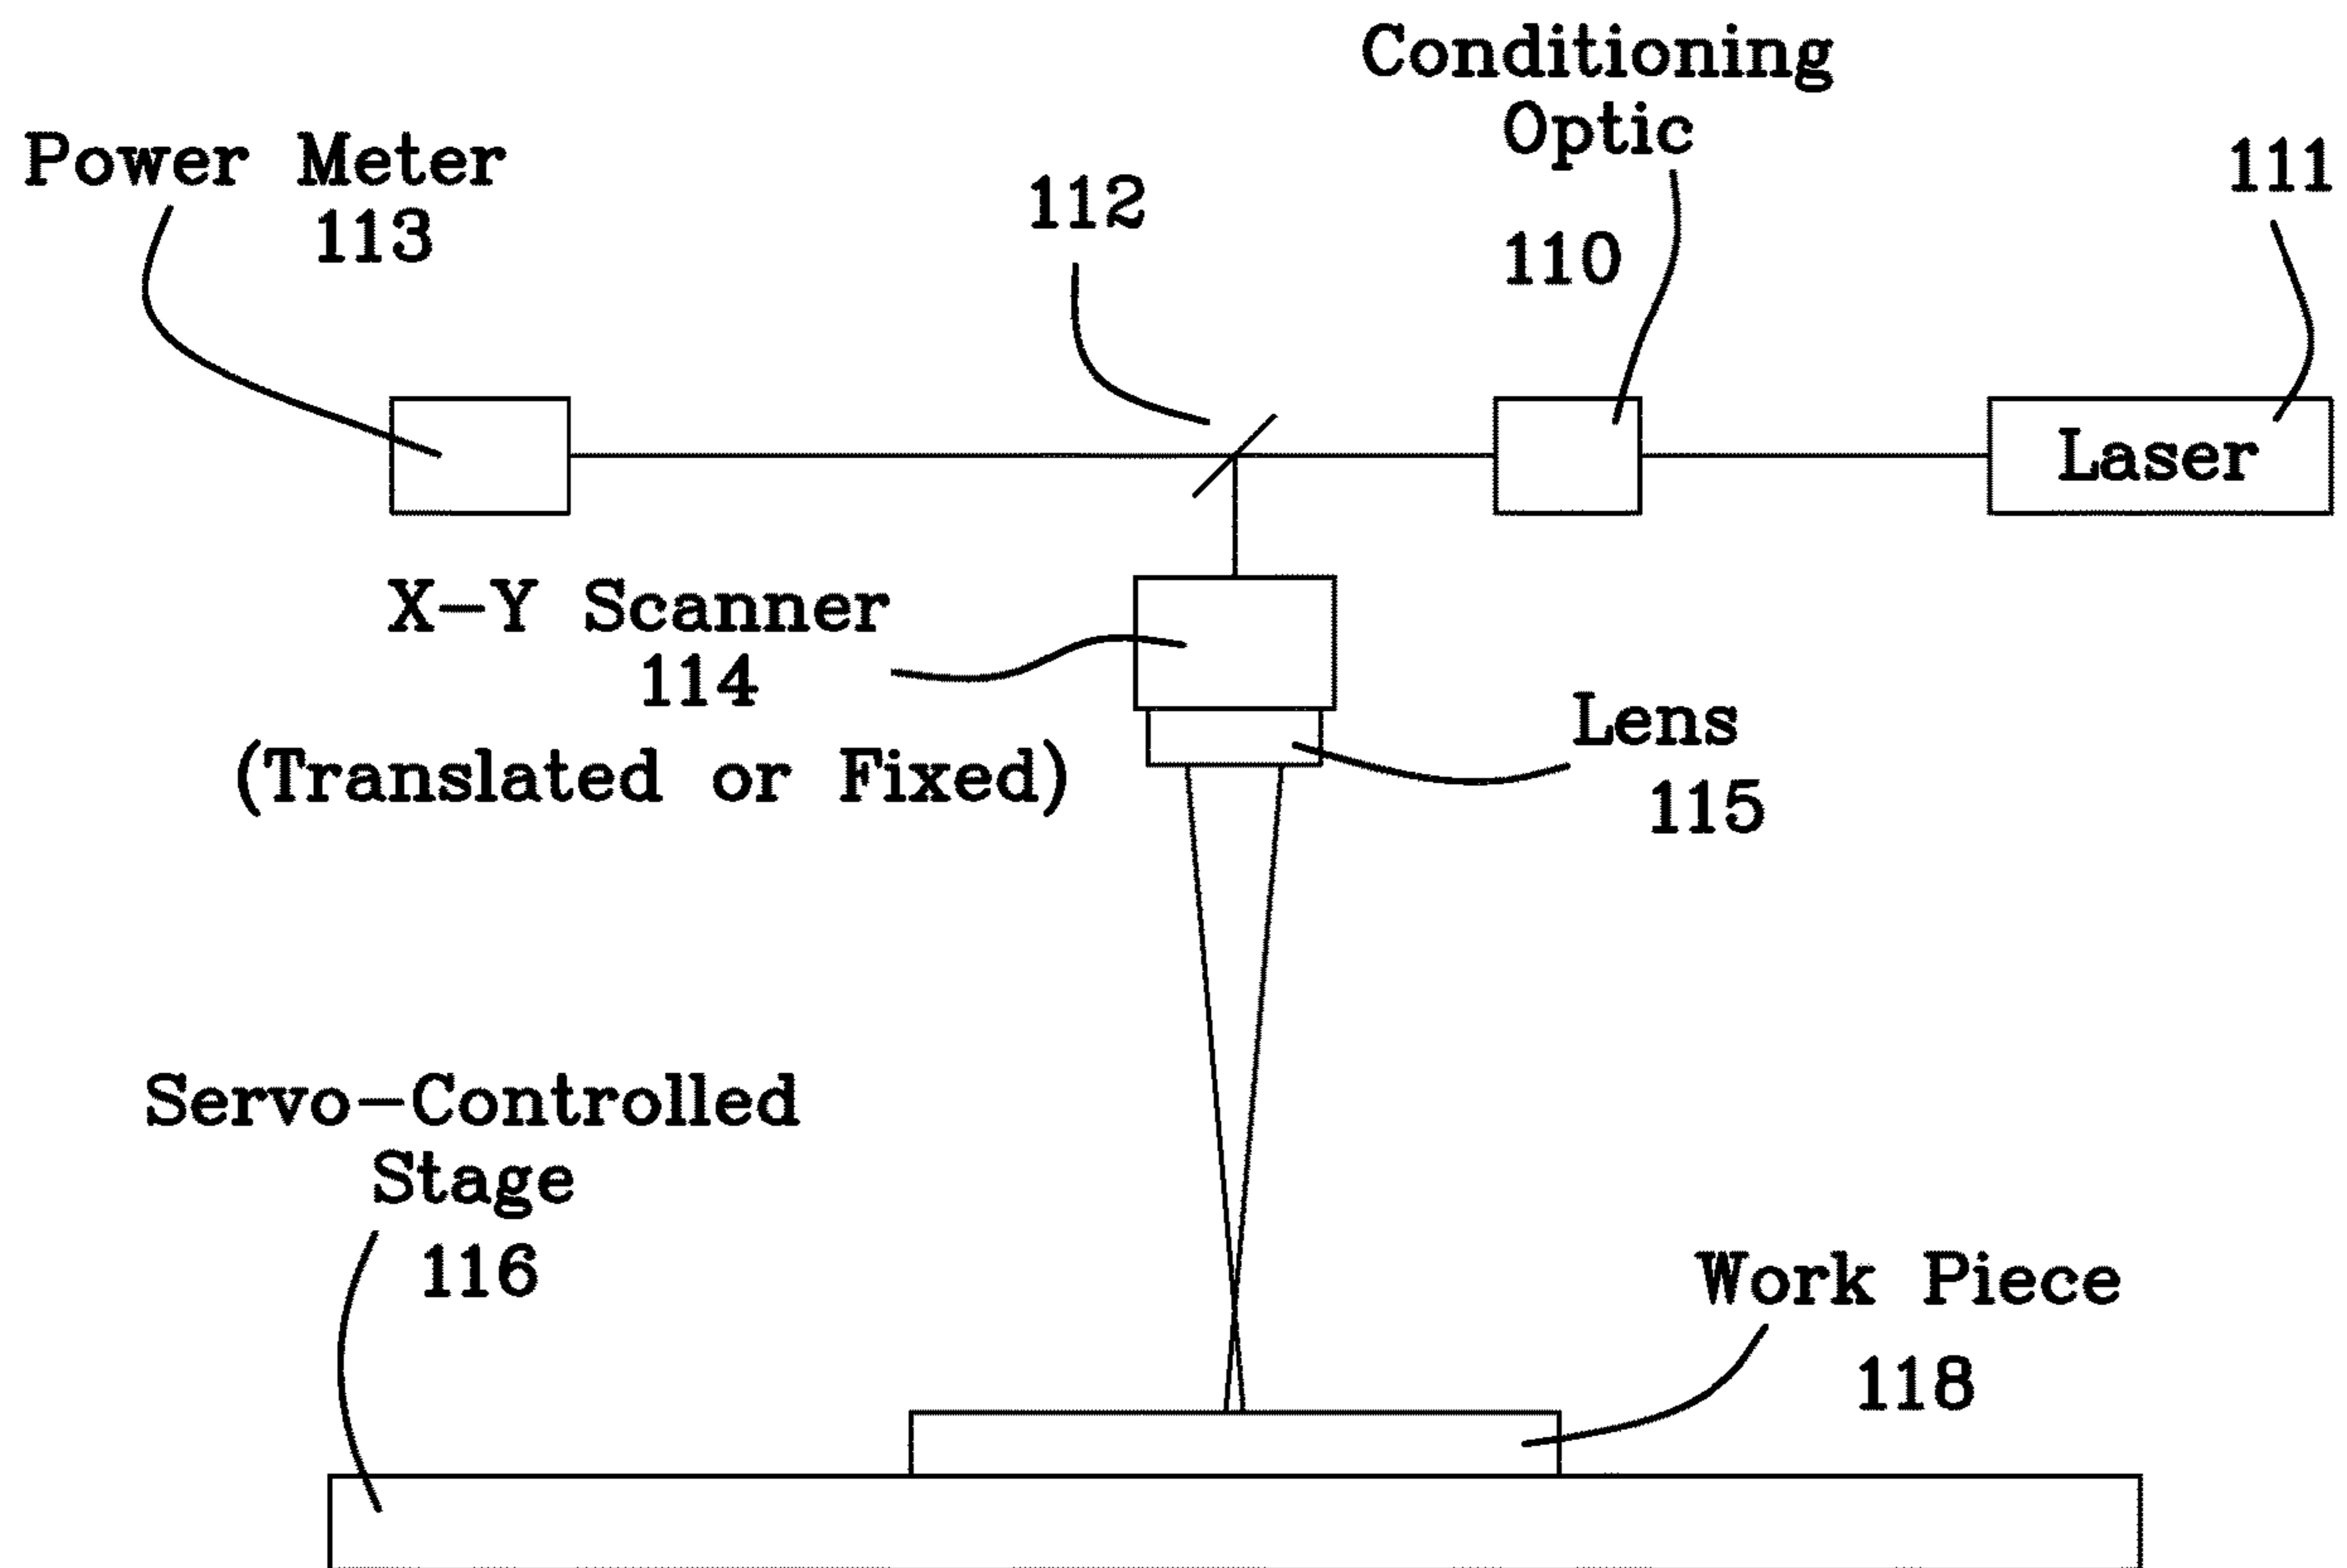 Conditioning
Optic
110
Power Meter
113
112
111
Laser
X-Y Scanner
114
(Translated or Fixed)
Lens
115
Servo-Controlled
Stage
116
Work Piece
118